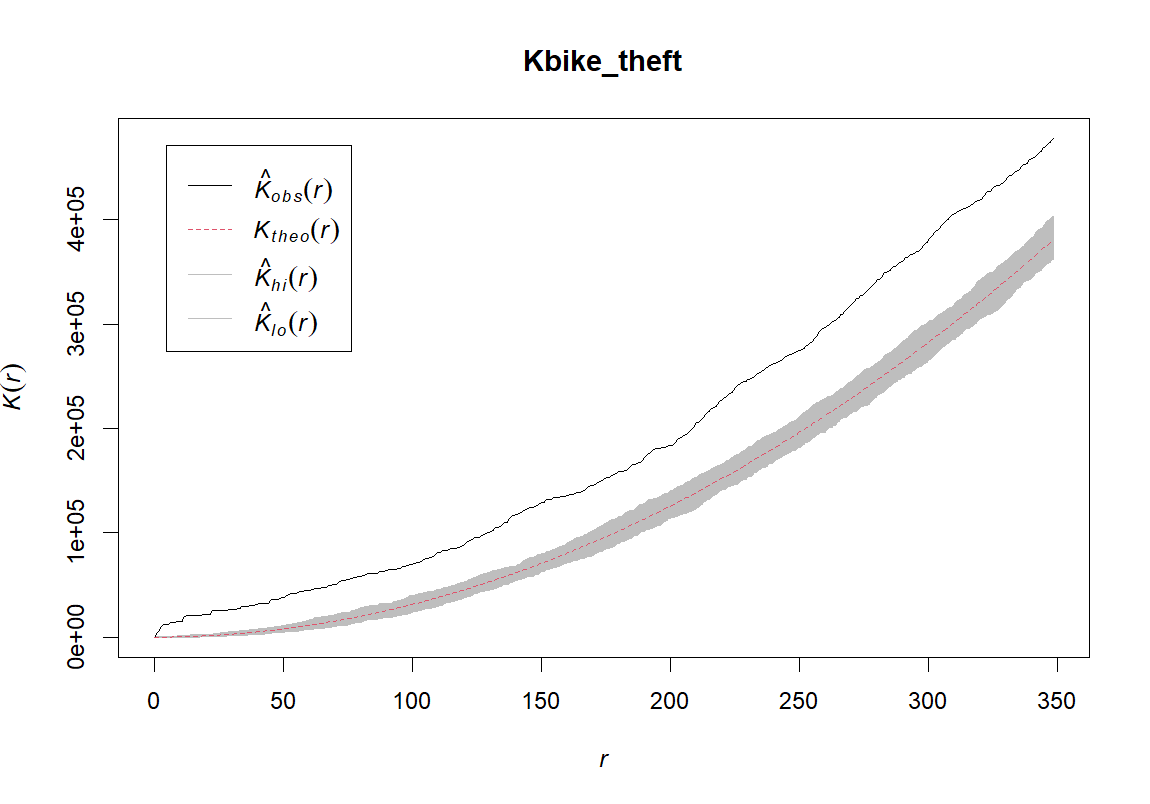 Kbike_theft
K̂obs(r)
Ktheo(r)
K̂hi(r)
K̂lo(r)
K(r)
4e+05
3e+05
2e+05
1e+05
0e+00
0 50 100 150 200 250 300 350
r